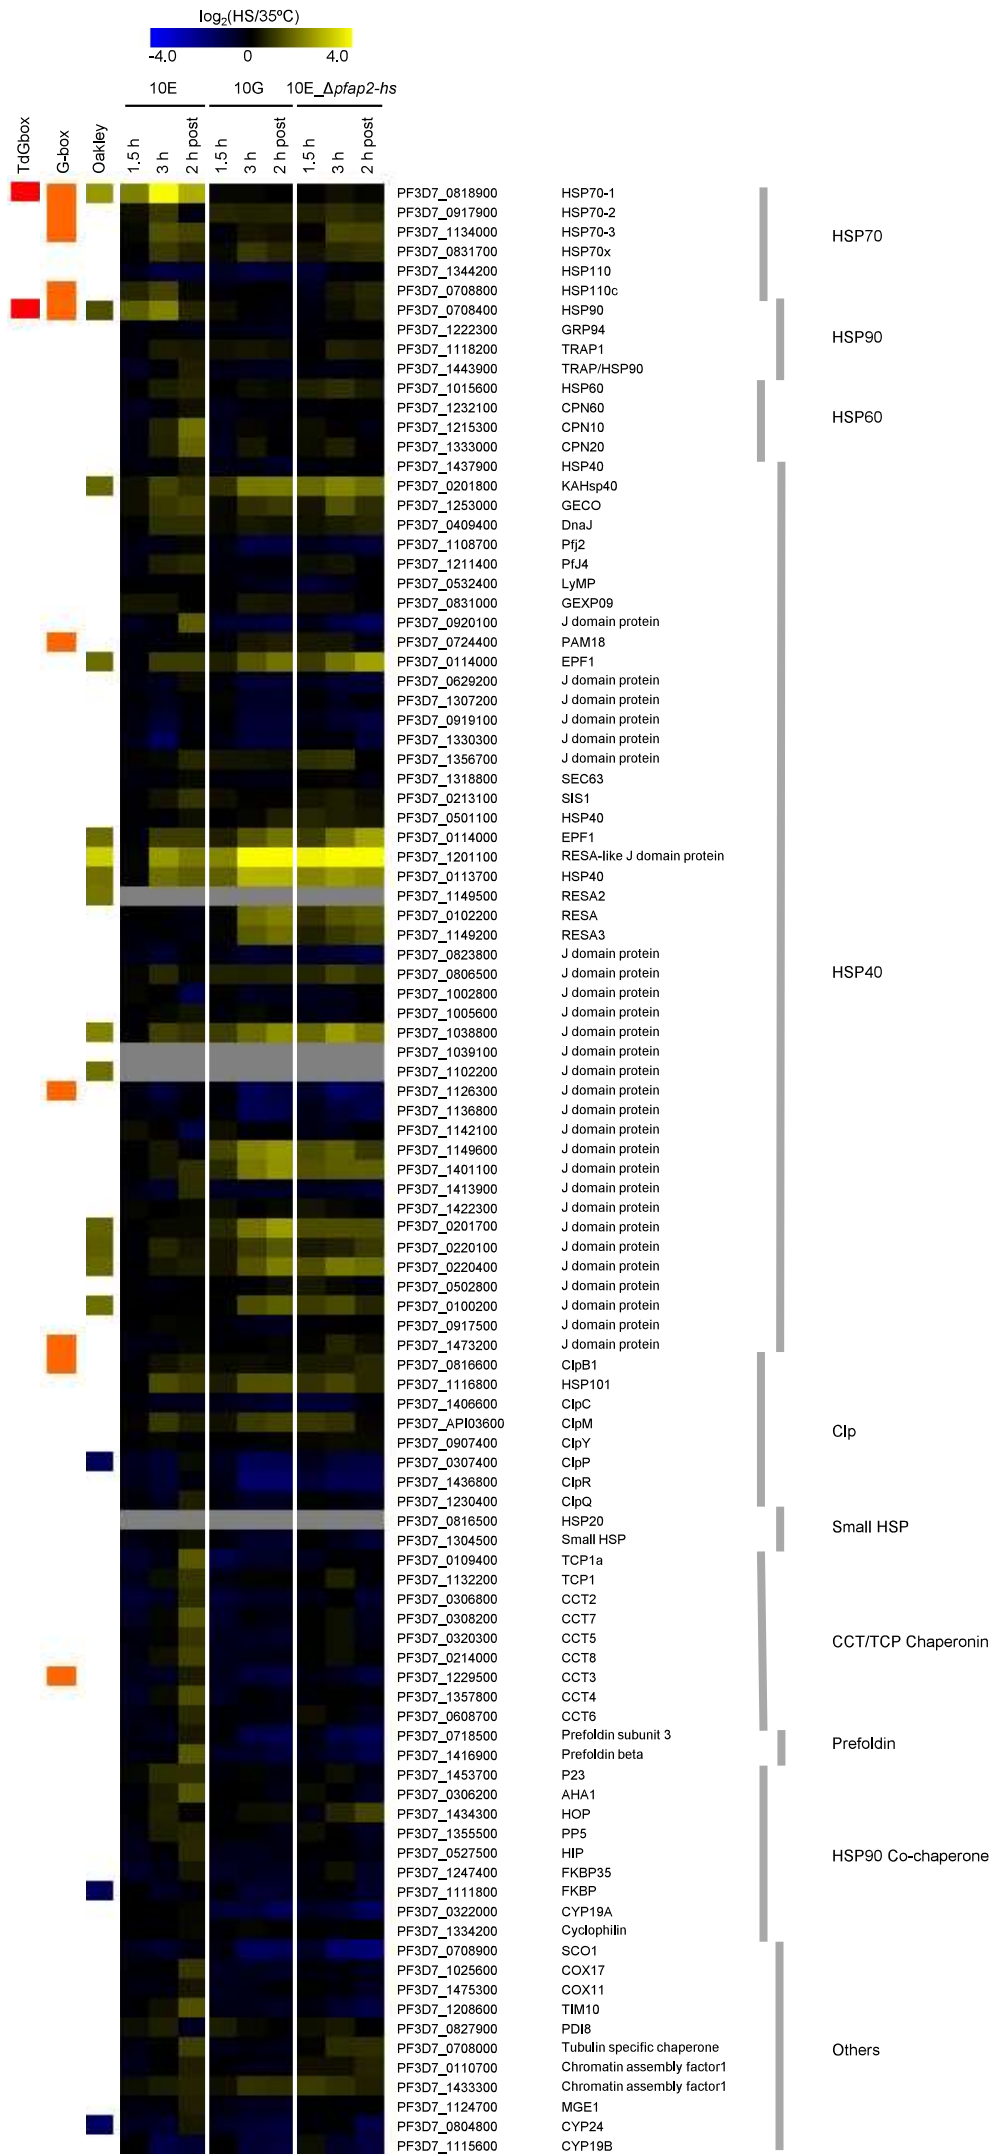 log2(HS/35ºC)
-4.0 0 4.0
10E 10G 10E_Δpfap2-hs
TdGbox G-box Oakley 1.5 h 3 h 2 h post 1.5 h 3 h 2 h post 1.5 h 3 h 2 h post
PF3D7_0818900 HSP70-1
PF3D7_0917900 HSP70-2
PF3D7_1134000 HSP70-3
HSP70
PF3D7_0831700 HSP70x
PF3D7_1344200 HSP110
PF3D7_0708800 HSP110c
PF3D7_0708400 HSP90
PF3D7_1222300 GRP94
HSP90
PF3D7_1118200 TRAP1
PF3D7_1443900 TRAP/HSP90
PF3D7_1015600 HSP60
PF3D7_1232100 CPN60
HSP60
PF3D7_1215300 CPN10
PF3D7_1333000 CPN20
PF3D7_1437900 HSP40
PF3D7_0201800 KAHsp40
PF3D7_1253000 GECO
PF3D7_0409400 DnaJ
PF3D7_1108700 Pfj2
PF3D7_1211400 PfJ4
PF3D7_0532400 LyMP
PF3D7_0831000 GEXP09
PF3D7_0920100 J domain protein
PF3D7_0724400 PAM18
PF3D7_0114000 EPF1
PF3D7_0629200 J domain protein
PF3D7_1307200 J domain protein
PF3D7_0919100 J domain protein
PF3D7_1330300 J domain protein
PF3D7_1356700 J domain protein
PF3D7_1318800 SEC63
PF3D7_0213100 SIS1
PF3D7_0501100 HSP40
PF3D7_0114000 EPF1
PF3D7_1201100 RESA-like J domain protein
PF3D7_0113700 HSP40
PF3D7_1149500 RESA2
PF3D7_0102200 RESA
PF3D7_1149200 RESA3
PF3D7_0823800 J domain protein
PF3D7_0806500 J domain protein
HSP40
PF3D7_1002800 J domain protein
PF3D7_1005600 J domain protein
PF3D7_1038800 J domain protein
PF3D7_1039100 J domain protein
PF3D7_1102200 J domain protein
PF3D7_1126300 J domain protein
PF3D7_1136800 J domain protein
PF3D7_1142100 J domain protein
PF3D7_1149600 J domain protein
PF3D7_1401100 J domain protein
PF3D7_1413900 J domain protein
PF3D7_1422300 J domain protein
PF3D7_0201700 J domain protein
PF3D7_0220100 J domain protein
PF3D7_0220400 J domain protein
PF3D7_0502800 J domain protein
PF3D7_0100200 J domain protein
PF3D7_0917500 J domain protein
PF3D7_1473200 J domain protein
PF3D7_0816600 ClpB1
PF3D7_1116800 HSP101
PF3D7_1406600 ClpC
PF3D7_API03600 ClpM
Clp
PF3D7_0907400 ClpY
PF3D7_0307400 ClpP
PF3D7_1436800 ClpR
PF3D7_1230400 ClpQ
PF3D7_0816500 HSP20
Small HSP
PF3D7_1304500 Small HSP
PF3D7_0109400 TCP1a
PF3D7_1132200 TCP1
PF3D7_0306800 CCT2
PF3D7_0308200 CCT7
PF3D7_0320300 CCT5
CCT/TCP Chaperonin
PF3D7_0214000 CCT8
PF3D7_1229500 CCT3
PF3D7_1357800 CCT4
PF3D7_0608700 CCT6
PF3D7_0718500 Prefoldin subunit 3
Prefoldin
PF3D7_1416900 Prefoldin beta
PF3D7_1453700 P23
PF3D7_0306200 AHA1
PF3D7_1434300 HOP
PF3D7_1355500 PP5
PF3D7_0527500 HIP
HSP90 Co-chaperone
PF3D7_1247400 FKBP35
PF3D7_1111800 FKBP
PF3D7_0322000 CYP19A
PF3D7_1334200 Cyclophilin
PF3D7_0708900 SCO1
PF3D7_1025600 COX17
PF3D7_1475300 COX11
PF3D7_1208600 TIM10
PF3D7_0827900 PDI8
PF3D7_0708000 Tubulin specific chaperone
Others
PF3D7_0110700 Chromatin assembly factor1
PF3D7_1433300 Chromatin assembly factor1
PF3D7_1124700 MGE1
PF3D7_0804800 CYP24
PF3D7_1115600 CYP19B